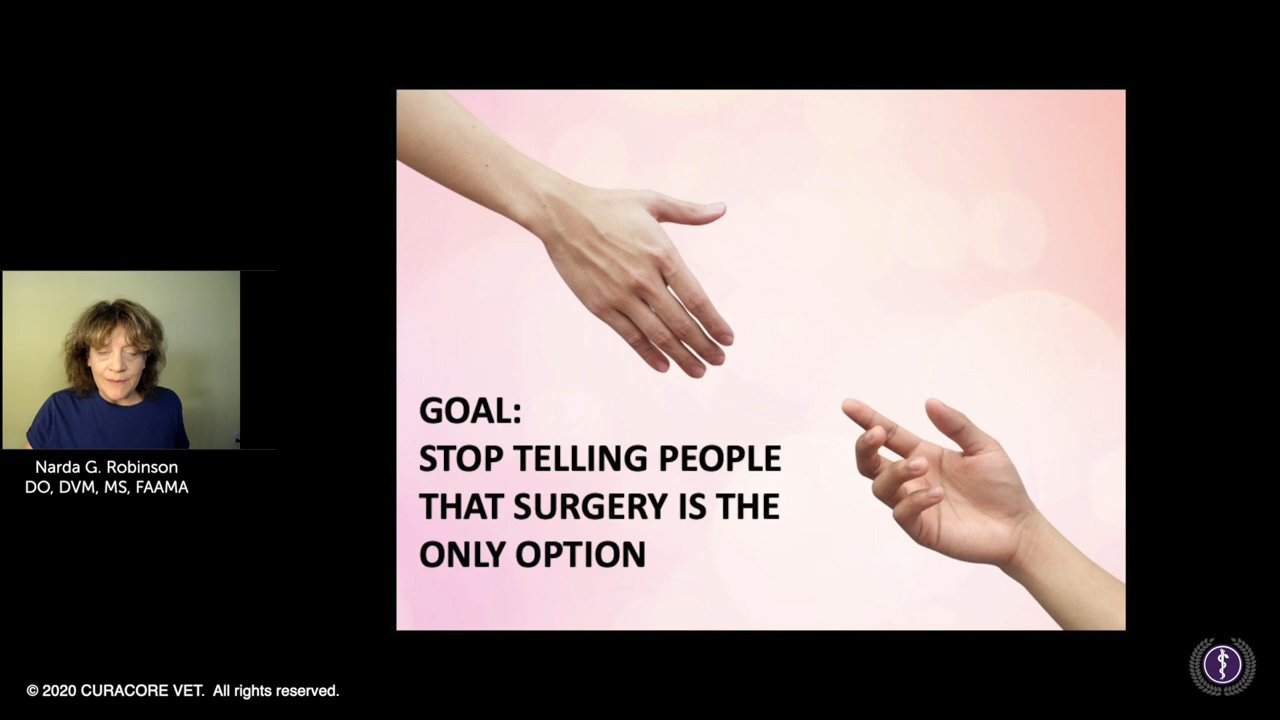 GOAL:
STOP TELLING PEOPLE
THAT SURGERY IS THE
ONLY OPTION
Narda G. Robinson
DO, DVM, MS, FAAMA
© 2020 CURACORE VET.  All rights reserved.